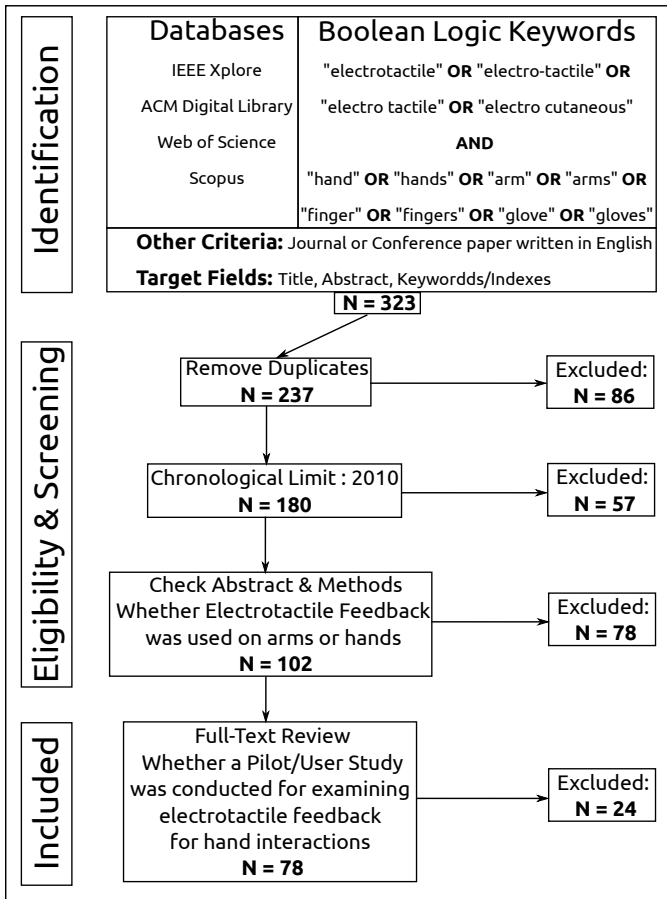 Identification
Databases
IEEE Xplore
ACM Digital Library
Web of Science
Scopus
Boolean Logic Keywords
"electrotactile" OR "electro-tactile" OR
"electro tactile" OR "electro cutaneous"
AND
"hand" OR "hands" OR "arm" OR "arms" OR
"finger" OR "fingers" OR "glove" OR "gloves"
Other Criteria: Journal or Conference paper written in English
Target Fields: Title, Abstract, Keywordds/Indexes
N = 323
Eligibility & Screening
Remove Duplicates
N = 237
Excluded:
N = 86
Chronological Limit : 2010
N = 180
Excluded:
N = 57
Check Abstract & Methods
Whether Electrotactile Feedback
was used on arms or hands
N = 102
Excluded:
N = 78
Included
Full-Text Review
Whether a Pilot/User Study
was conducted for examining
electrotactile feedback
for hand interactions
N = 78
Excluded:
N = 24